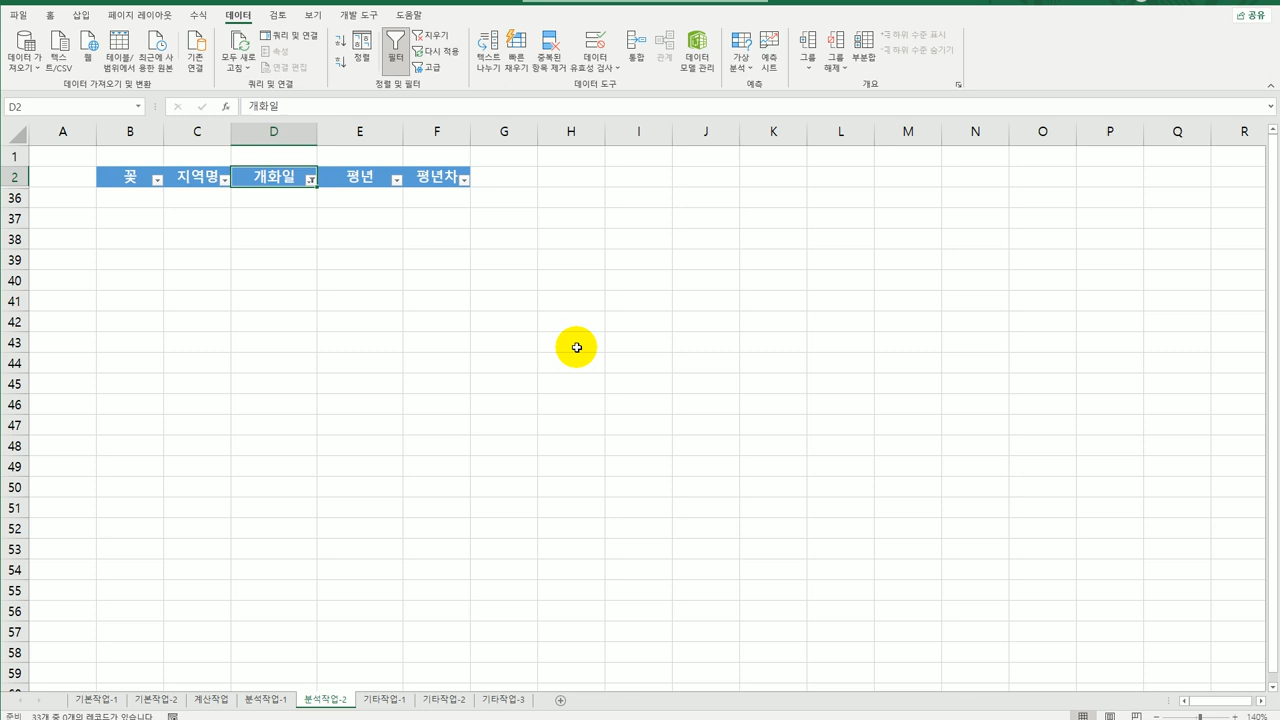 파일 홈 삽입 페이지 레이아웃 수식 데이터 검토 보기 개발 도구 도움말 공유
데이터 가져오기 텍스트/CSV 웹 테이블/범위에서 최근에 사용한 원본 기존 연결
데이터 가져오기 및 변환
모두 새로 고침 쿼리 및 연결 속성 연결 편집
쿼리 및 연결
정렬 필터 지우기 다시 적용 고급
정렬 및 필터
텍스트 나누기 빠른 채우기 중복된 항목 제거 데이터 유효성 검사 통합 관계 데이터 모델 관리
데이터 도구
가상 분석 예측 시트
예측
그룹 그룹 해제 부분합 하위 수준 표시 하위 수준 숨기기
개요
D2 fx 개화일
A B C D E F G H I J K L M N O P Q R
1
2 꽃 지역명 개화일 평년 평년차
36
37
38
39
40
41
42
43
44
45
46
47
48
49
50
51
52
53
54
55
56
57
58
59
기본작업-1 기본작업-2 계산작업 분석작업-1 분석작업-2 기타작업-1 기타작업-2 기타작업-3
준비 33개 중 0개의 레코드가 있습니다 140%